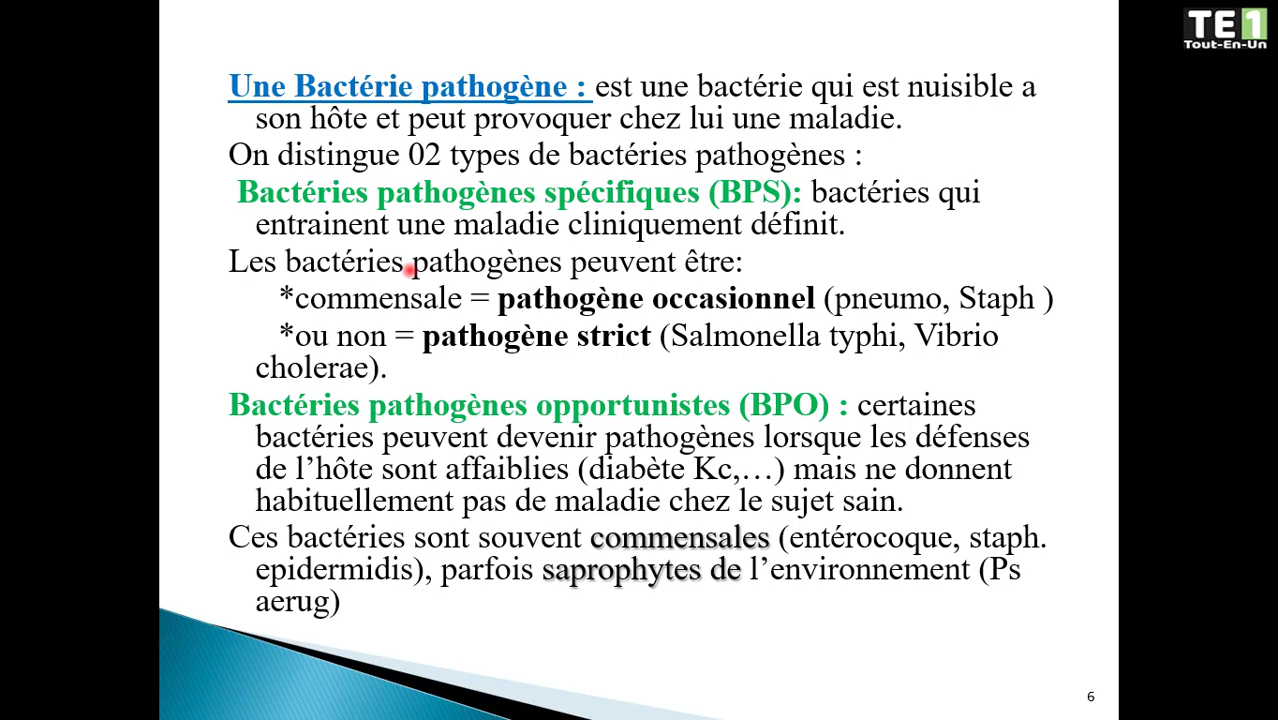 TE1
Tout-En-Un
Une Bactérie pathogène : est une bactérie qui est nuisible a
son hôte et peut provoquer chez lui une maladie.
On distingue 02 types de bactéries pathogènes :
Bactéries pathogènes spécifiques (BPS): bactéries qui
entrainent une maladie cliniquement définit.
Les bactéries pathogènes peuvent être:
*commensale = pathogène occasionnel (pneumo, Staph )
*ou non = pathogène strict (Salmonella typhi, Vibrio
cholerae).
Bactéries pathogènes opportunistes (BPO) : certaines
bactéries peuvent devenir pathogènes lorsque les défenses
de l’hôte sont affaiblies (diabète Kc,…) mais ne donnent
habituellement pas de maladie chez le sujet sain.
Ces bactéries sont souvent commensales (entérocoque, staph.
epidermidis), parfois saprophytes de l’environnement (Ps
aerug)
6